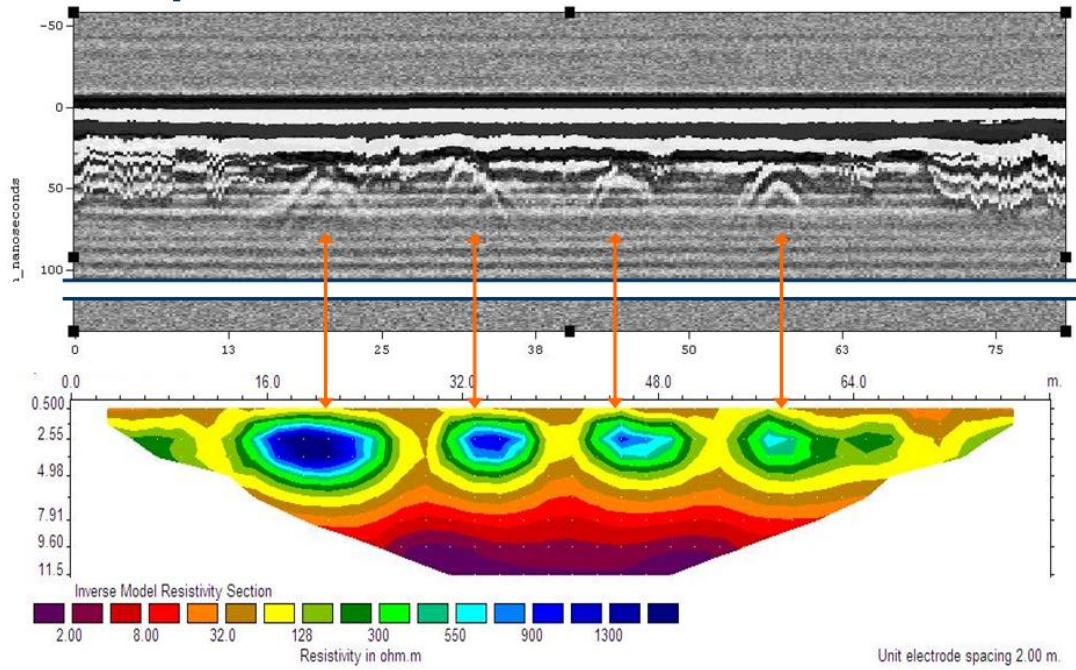 -50
0
50
100
ı_nanoseconds
0 13 25 38 50 63 75
0.0 16.0 32.0 48.0 64.0 m.
0.500
2.55
4.98
7.91
9.60
11.5
Inverse Model Resistivity Section
2.00 8.00 32.0 128 300 550 900 1300
Resistivity in ohm.m
Unit electrode spacing 2.00 m.